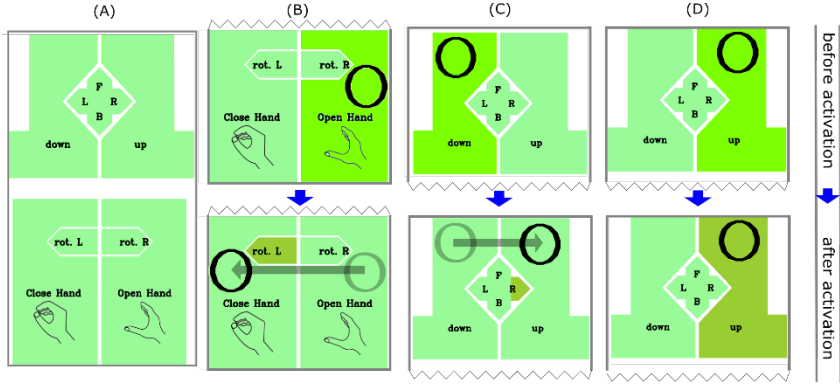 (A)
F
L R
B
down up
rot. L rot. R
Close Hand Open Hand
(B)
rot. L rot. R
Close Hand Open Hand
rot. L rot. R
Close Hand Open Hand
(C)
F
L R
B
down up
F
L R
B
down up
(D)
F
L R
B
down up
F
L R
B
down up
before activation
after activation